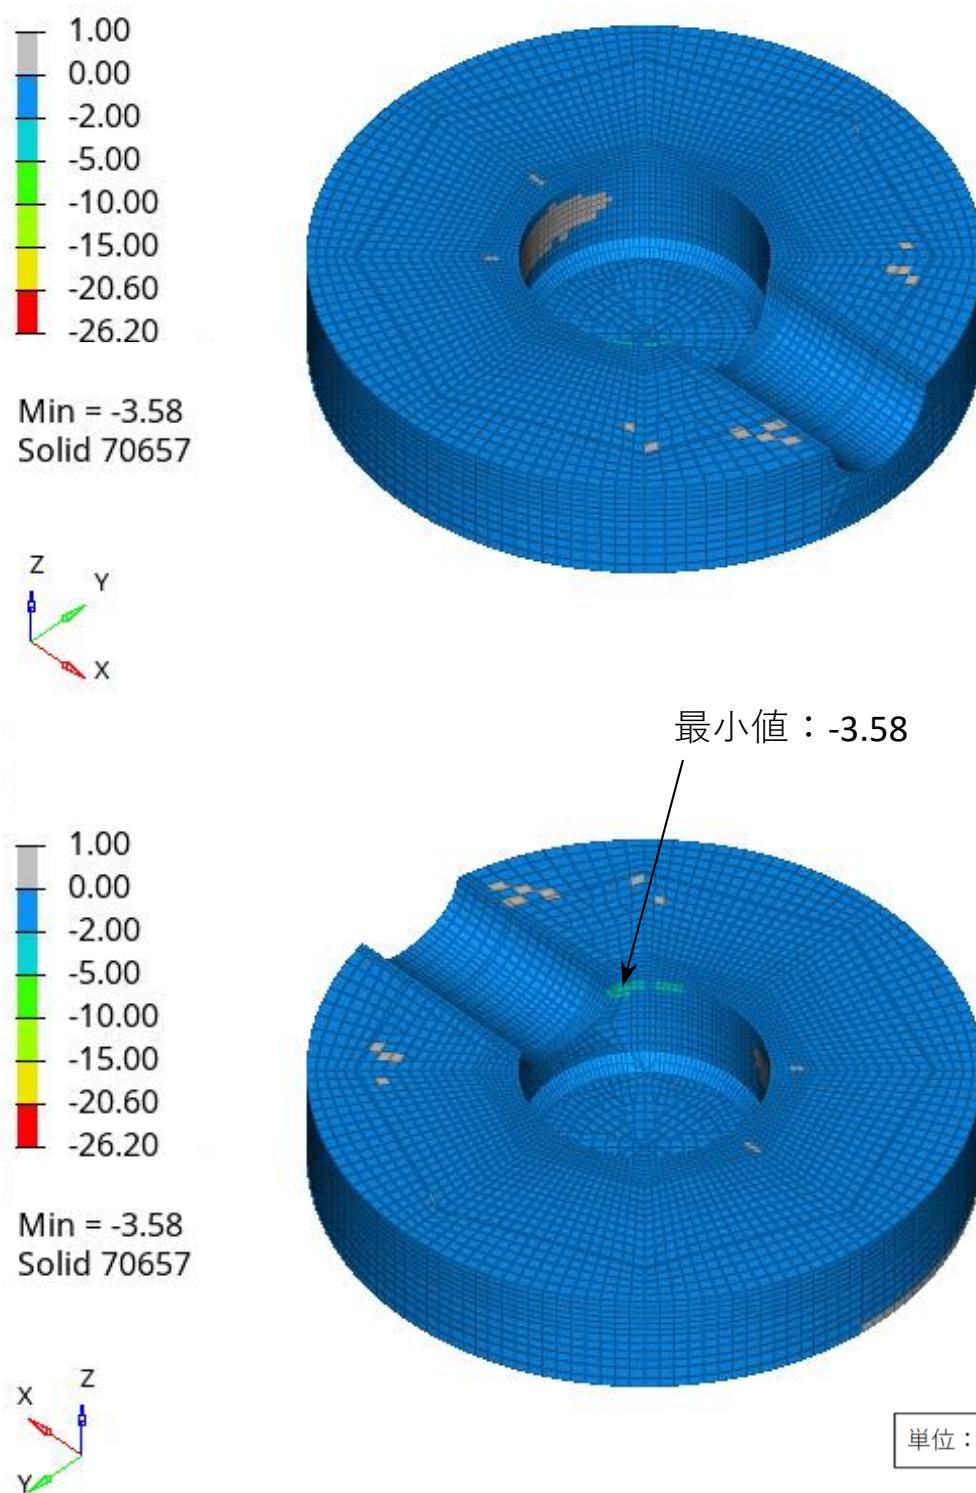 1.00
0.00
-2.00
-5.00
-10.00
-15.00
-20.60
-26.20
Min = -3.58
Solid 70657
Z
Y
X
最小値：-3.58
1.00
0.00
-2.00
-5.00
-10.00
-15.00
-20.60
-26.20
Min = -3.58
Solid 70657
X
Z
Y
単位：